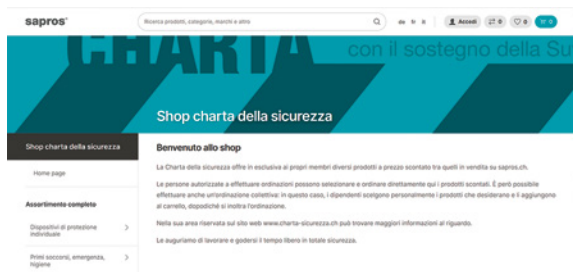 sapros®
Ricerca prodotti, categorie, marchi e altro
de fr it
Accedi
0
0
0
CHARTA
con il sostegno della Su
Shop charta della sicurezza
Shop charta della sicurezza
Home page
Assortimento completo
Dispositivi di protezione
individuale
Primi soccorsi, emergenza,
higiene
Benvenuto allo shop
La Charta della sicurezza offre in esclusiva ai propri membri diversi prodotti a prezzo scontato tra quelli in vendita su sapros.ch.
Le persone autorizzate a effettuare ordinazioni possono selezionare e ordinare direttamente qui i prodotti scontati. È però possibile
effettuare anche un'ordinazione collettiva: in questo caso, i dipendenti scelgono personalmente i prodotti che desiderano e li aggiungono
al carrello, dopodiché si inoltra l'ordinazione.
Nella sua area riservata sul sito web www.charta-sicurezza.ch può trovare maggiori informazioni al riguardo.
Le auguriamo di lavorare e godersi il tempo libero in totale sicurezza.